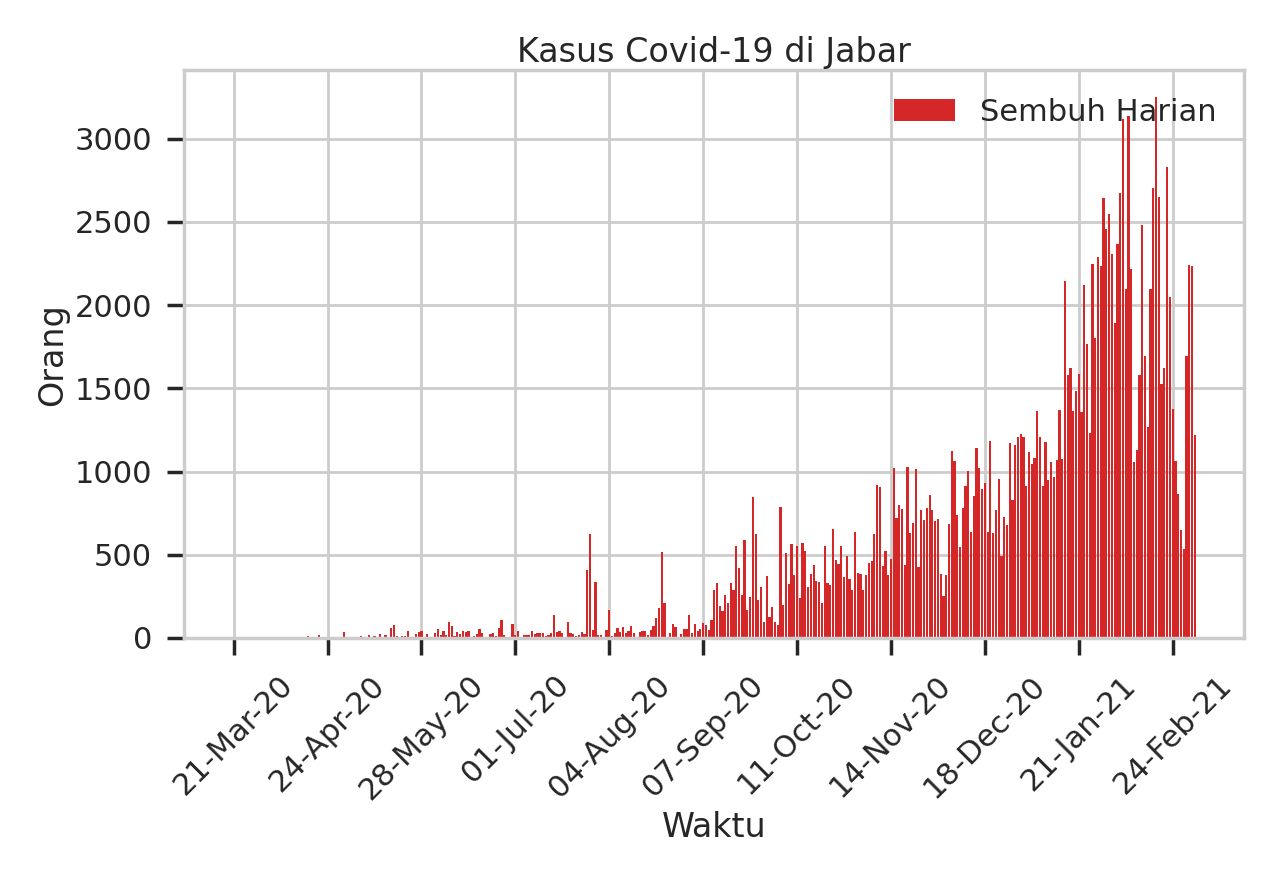 Kasus Covid-19 di Jabar
Sembuh Harian
Orang
3000
2500
2000
1500
1000
500
0
21-Mar-20
24-Apr-20
28-May-20
01-Jul-20
04-Aug-20
07-Sep-20
11-Oct-20
14-Nov-20
18-Dec-20
21-Jan-21
24-Feb-21
Waktu